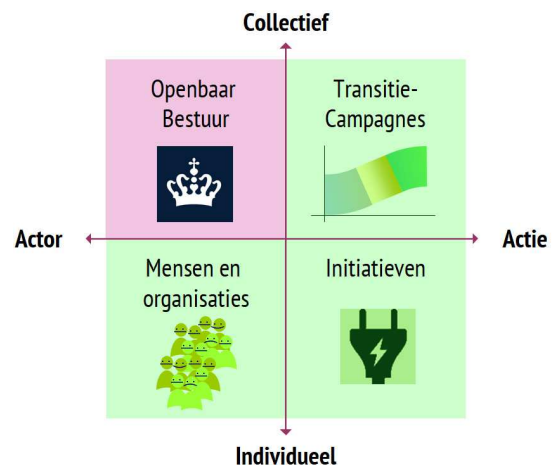 Collectief
Openbaar
Bestuur
Transitie-
Campagnes
Actor
Actie
Mensen en
organisaties
Initiatieven
Individueel